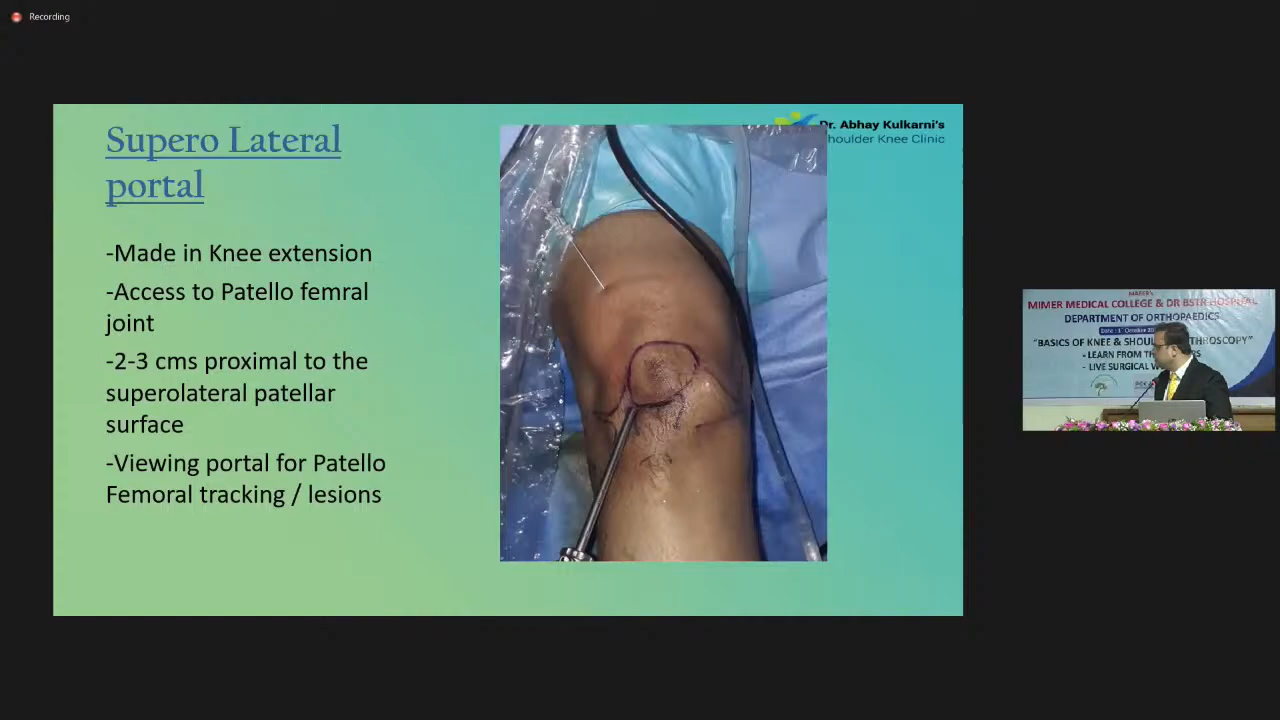 Recording
Supero Lateral
portal
-Made in Knee extension
-Access to Patello femral
joint
-2-3 cms proximal to the
superolateral patellar
surface
-Viewing portal for Patello
Femoral tracking / lesions
Dr. Abhay Kulkarni's
houlder Knee Clinic
MIMER MEDICAL COLLEGE & DR BSTR HOSPITAL
DEPARTMENT OF ORTHOPAEDICS
"BASICS OF KNEE & SHOUL THROSCOPY"
- LEARN FROM THE
- LIVE SURGICAL W